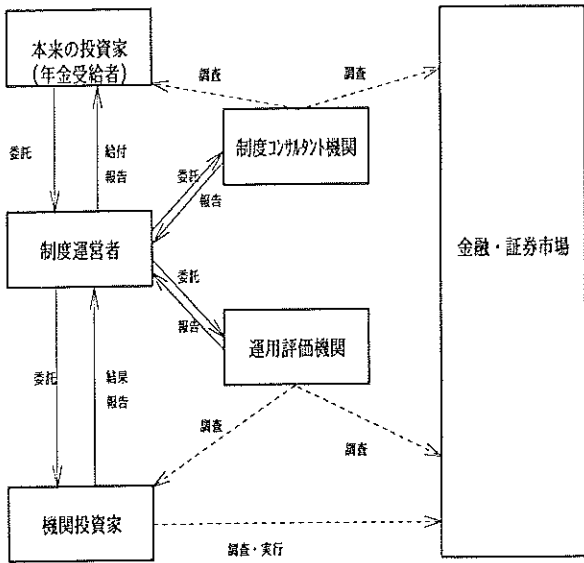 本来の投資家
(年金受給者)
調査
調査
委託
給付
報告
制度コンサルタント機関
委託
報告
制度運営者
金融・証券市場
委託
報告
運用評価機関
委託
結果
報告
調査
調査
機関投資家
調査・実行